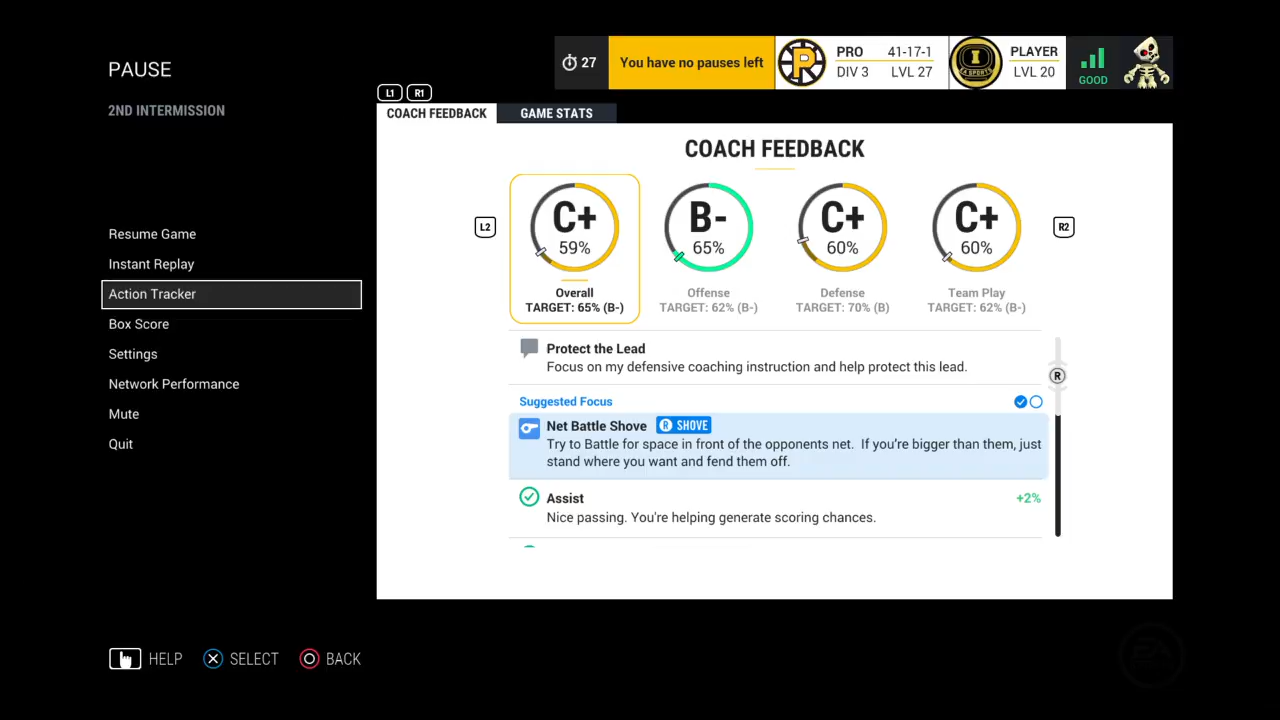 PAUSE
2ND INTERMISSION
Resume Game
Instant Replay
Action Tracker
Box Score
Settings
Network Performance
Mute
Quit
27
You have no pauses left
P
PRO 41-17-1
DIV 3 LVL 27
I
EA SPORTS
PLAYER
LVL 20
GOOD
L1 R1
COACH FEEDBACK GAME STATS
COACH FEEDBACK
L2
C+
59%
Overall
TARGET: 65% (B-)
B-
65%
Offense
TARGET: 62% (B-)
C+
60%
Defense
TARGET: 70% (B)
C+
60%
Team Play
TARGET: 62% (B-)
R2
Protect the Lead
Focus on my defensive coaching instruction and help protect this lead.
R
Suggested Focus
Net Battle Shove R SHOVE
Try to Battle for space in front of the opponents net. If you're bigger than them, just
stand where you want and fend them off.
Assist +2%
Nice passing. You're helping generate scoring chances.
HELP SELECT BACK
EA